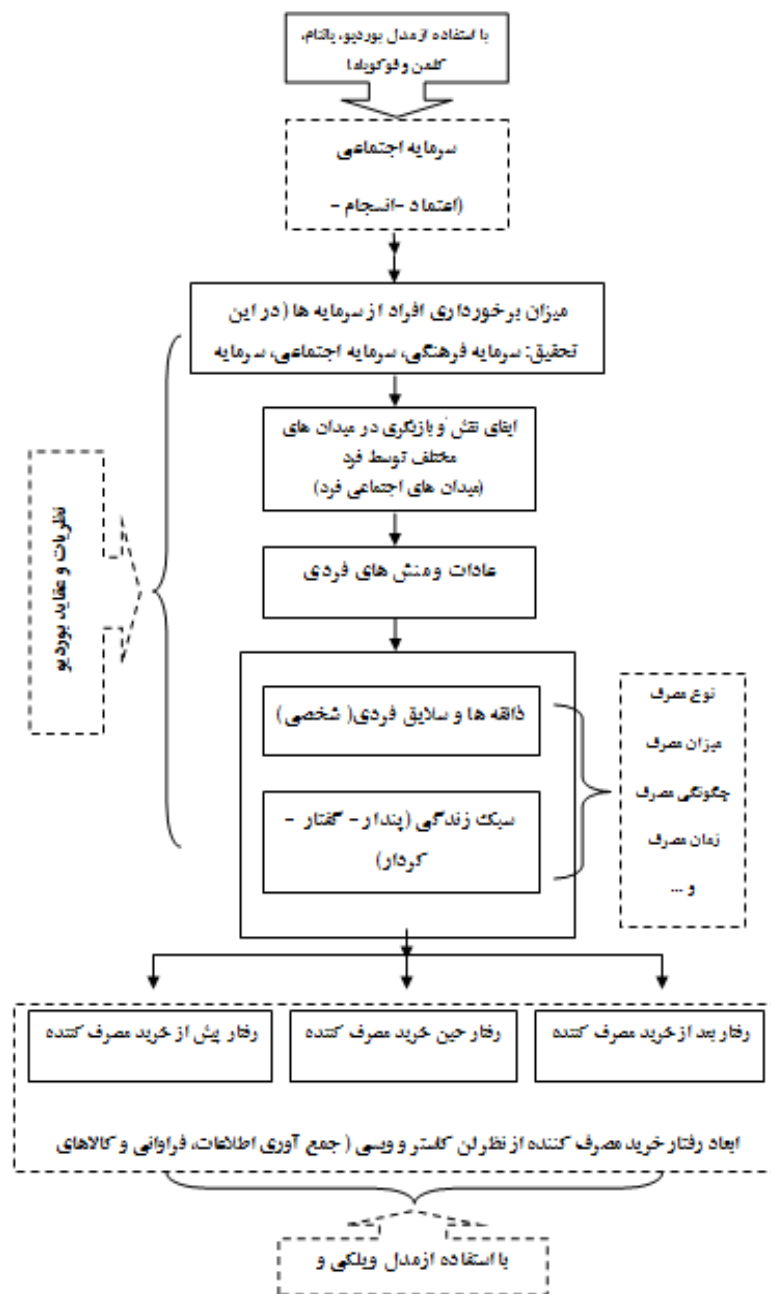 با استفاده از مدل بوردیو، پاتنام،
کلمن و فوکویاما
سرمایه اجتماعی
(اعتماد -انسجام -
میزان برخورداری افراد از سرمایه ها (در این
تحقیق: سرمایه فرهنگی، سرمایه اجتماعی، سرمایه
ایفای نقش و بازیگری در میدان های
مختلف توسط فرد
(میدان های اجتماعی فرد)
نظریات و عقاید بوردیو
عادات و منش های فردی
ذائقه ها و سلایق فردی( شخصی)
سبک زندگی (پندار - گفتار -
کردار)
نوع مصرف
میزان مصرف
چگونگی مصرف
زمان مصرف
و ...
رفتار بعد از خرید مصرف کننده
رفتار حین خرید مصرف کننده
رفتار پیش از خرید مصرف کننده
ابعاد رفتار خرید مصرف کننده از نظر لن کاستر و ویسی ( جمع آوری اطلاعات، فراوانی و کالاهای
با استفاده از مدل ویلکی و